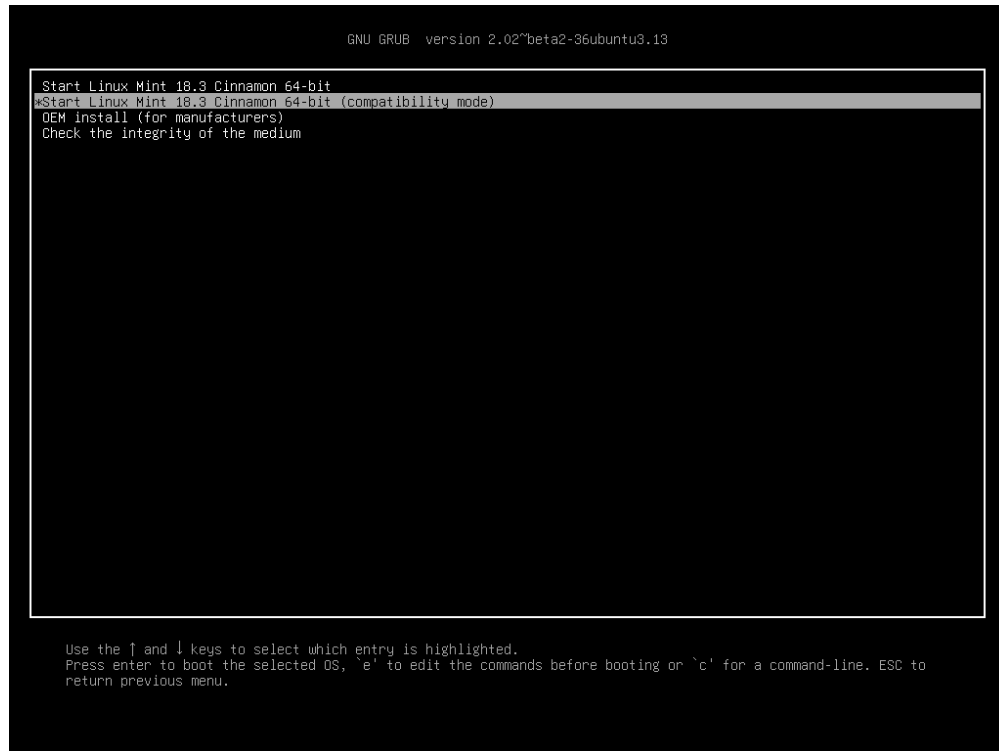 GNU GRUB  version 2.02~beta2-36ubuntu3.13
Start Linux Mint 18.3 Cinnamon 64-bit
*Start Linux Mint 18.3 Cinnamon 64-bit (compatibility mode)
OEM install (for manufacturers)
Check the integrity of the medium
Use the ↑ and ↓ keys to select which entry is highlighted.
Press enter to boot the selected OS, `e' to edit the commands before booting or `c' for a command-line. ESC to
return previous menu.